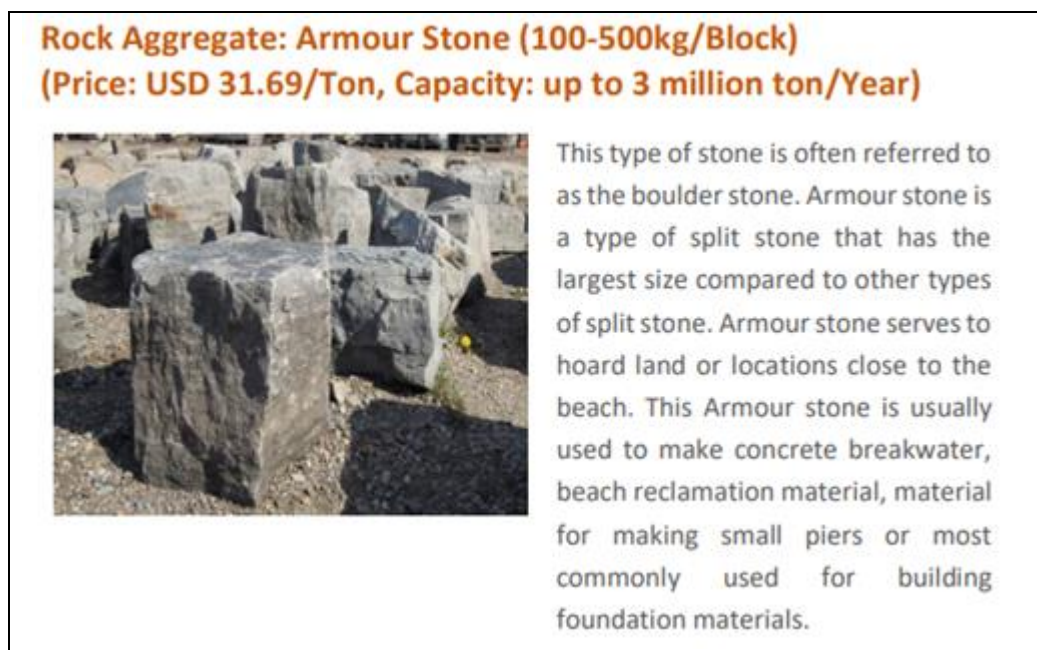 Rock Aggregate: Armour Stone (100-500kg/Block)
(Price: USD 31.69/Ton, Capacity: up to 3 million ton/Year)
This type of stone is often referred to
as the boulder stone. Armour stone is
a type of split stone that has the
largest size compared to other types
of split stone. Armour stone serves to
hoard land or locations close to the
beach. This Armour stone is usually
used to make concrete breakwater,
beach reclamation material, material
for making small piers or most
commonly used for building
foundation materials.